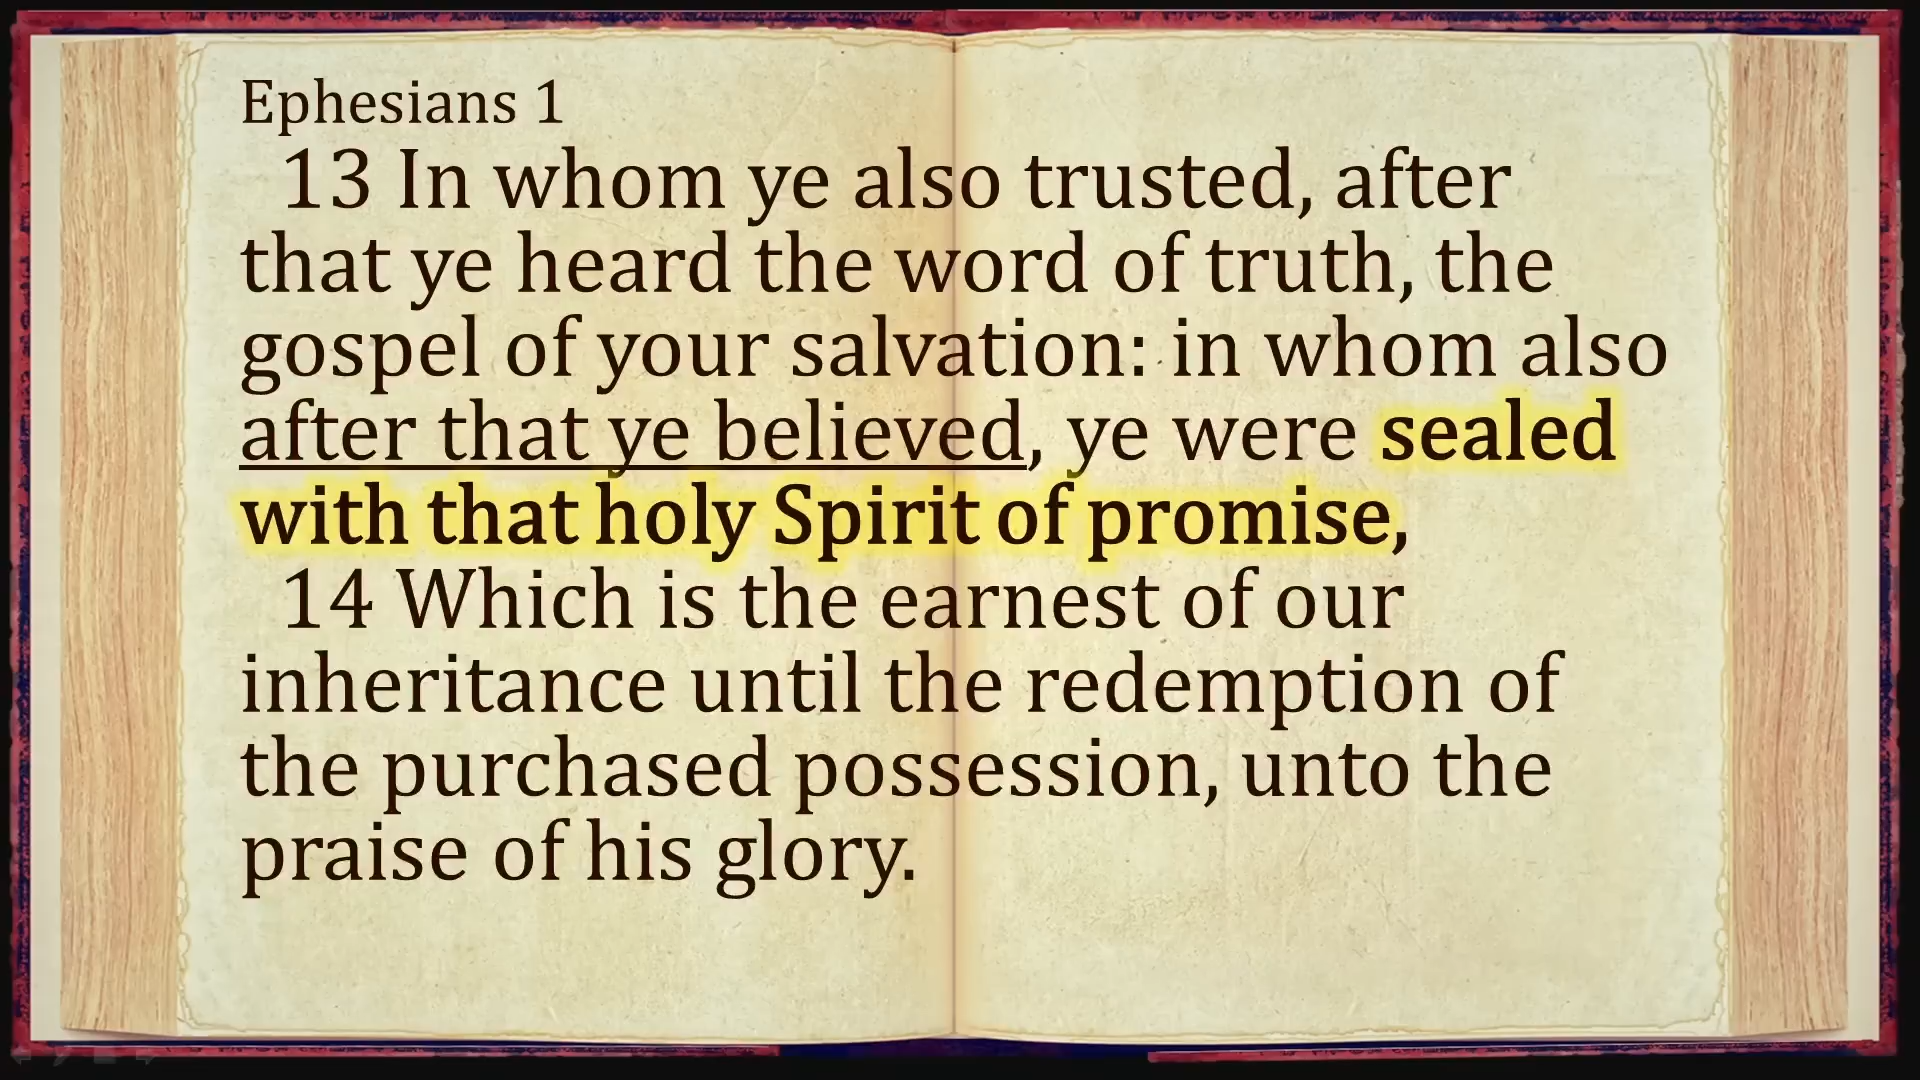 Ephesians 1
13 In whom ye also trusted, after
that ye heard the word of truth, the
gospel of your salvation: in whom also
after that ye believed, ye were sealed
with that holy Spirit of promise,
14 Which is the earnest of our
inheritance until the redemption of
the purchased possession, unto the
praise of his glory.